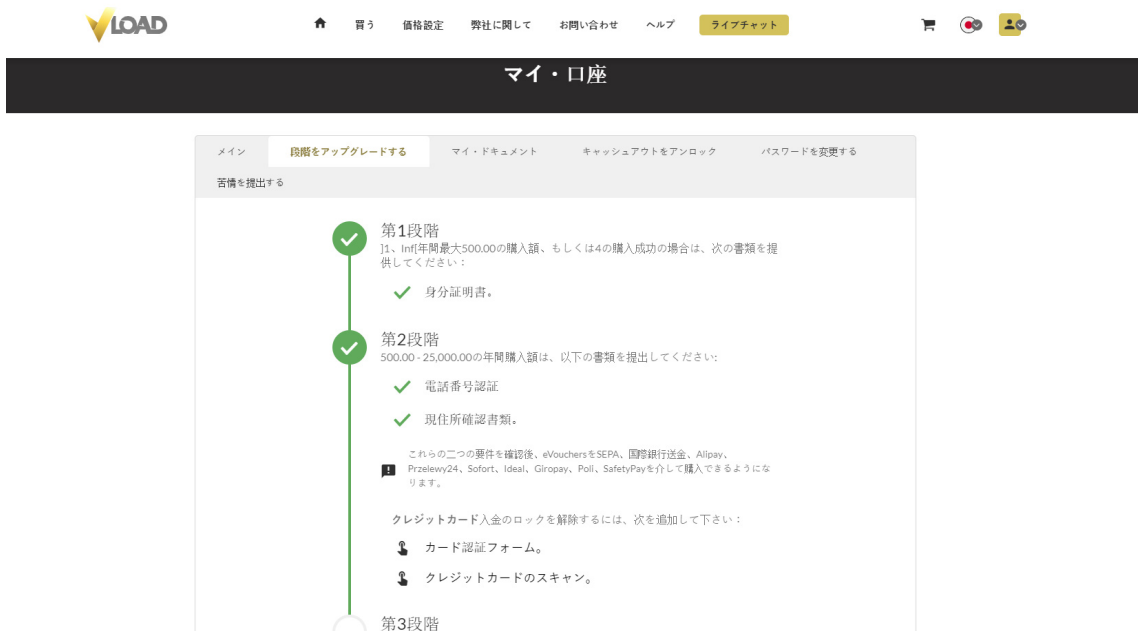 VLOAD
買う 価格設定 弊社に関して お問い合わせ ヘルプ ライブチャット
マイ・口座
メイン 段階をアップグレードする マイ・ドキュメント キャッシュアウトをアンロック パスワードを変更する
苦情を提出する
第1段階
]1、Inf[年間最大500.00の購入額、もしくは4の購入成功の場合は、次の書類を提
供してください：
身分証明書。
第2段階
500.00 - 25,000.00の年間購入額は、以下の書類を提出してください:
電話番号認証
現住所確認書類。
これらの二つの要件を確認後、eVouchersをSEPA、国際銀行送金、Alipay、
Przelewy24、Sofort、Ideal、Giropay、Poli、SafetyPayを介して購入できるようにな
ります。
クレジットカード入金のロックを解除するには、次を追加して下さい：
カード認証フォーム。
クレジットカードのスキャン。
第3段階